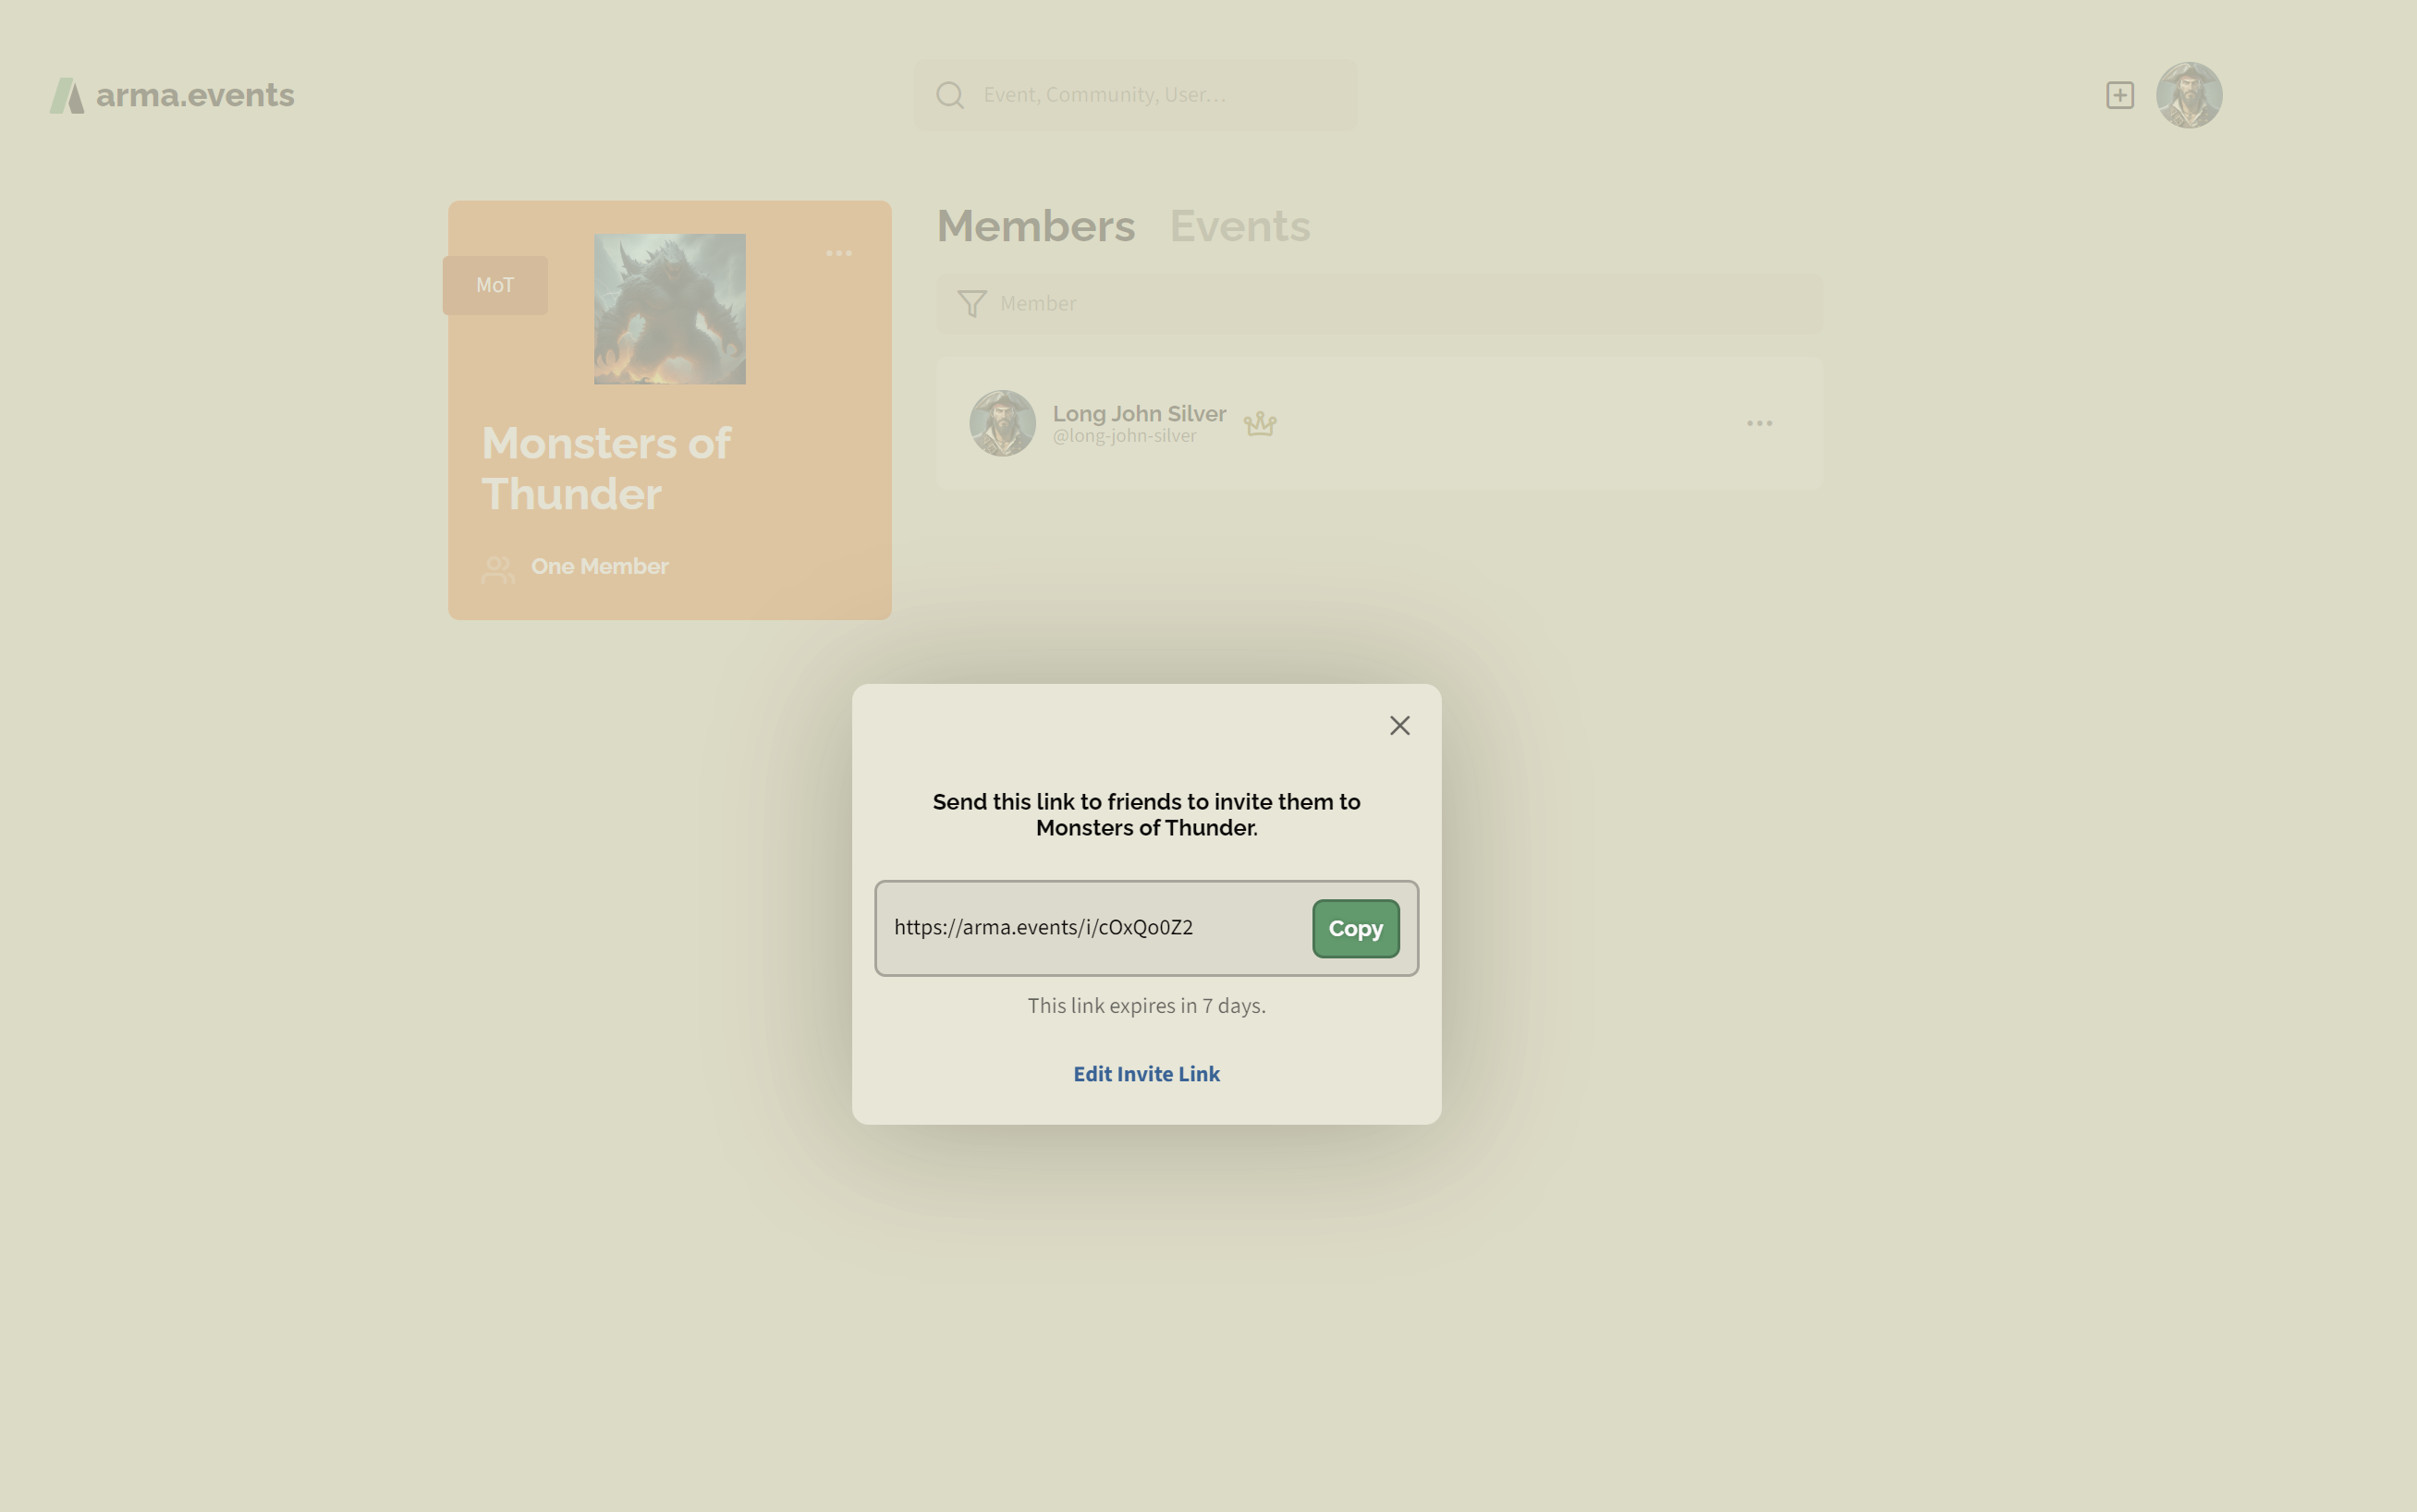 arma.events
Event, Community, User...
MoT
Monsters of
Thunder
One Member
Members Events
Member
Long John Silver
@long-john-silver
Send this link to friends to invite them to
Monsters of Thunder.
https://arma.events/i/cOxQo0Z2
Copy
This link expires in 7 days.
Edit Invite Link